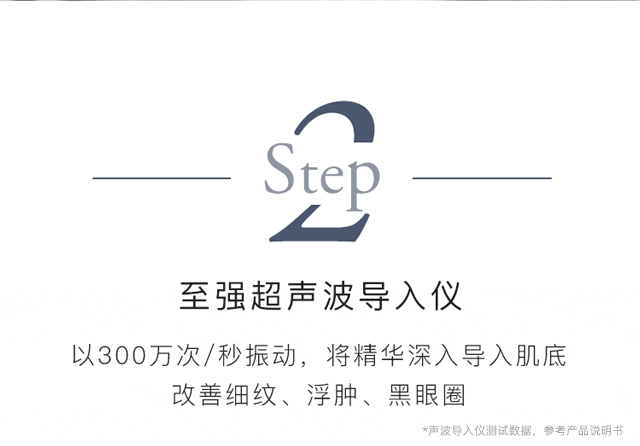 Step 2
至强超声波导入仪
以300万次/秒振动，将精华深入导入肌底
改善细纹、浮肿、黑眼圈
*声波导入仪测试数据，参考产品说明书